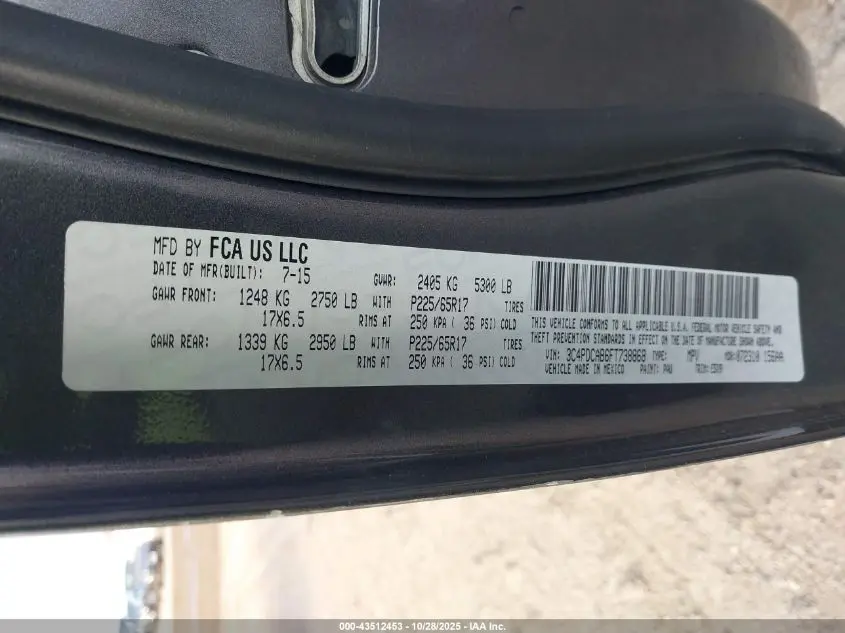 MFD BY FCA US LLC
DATE OF MFR(BUILT): 7-15 GVWR: 2405 KG 5300 LB
GAWR FRONT: 1248 KG 2750 LB WITH P225/65R17 TIRES
17X6.5 RIMS AT 250 KPA ( 36 PSI) COLD
GAWR REAR: 1339 KG 2950 LB WITH P225/65R17 TIRES
17X6.5 RIMS AT 250 KPA ( 36 PSI) COLD
THIS VEHICLE CONFORMS TO ALL APPLICABLE U.S.A. FEDERAL MOTOR VEHICLE SAFETY AND
THEFT PREVENTION STANDARDS IN EFFECT ON THE DATE OF MANUFACTURE SHOWN ABOVE.
VIN: 3C4PDCAB6FT738868 TYPE: MPV MDH: 072310 156AA
VEHICLE MADE IN MEXICO PAINT: PAU TRIM:
000-43512453 | 10/28/2025 - IAA Inc.